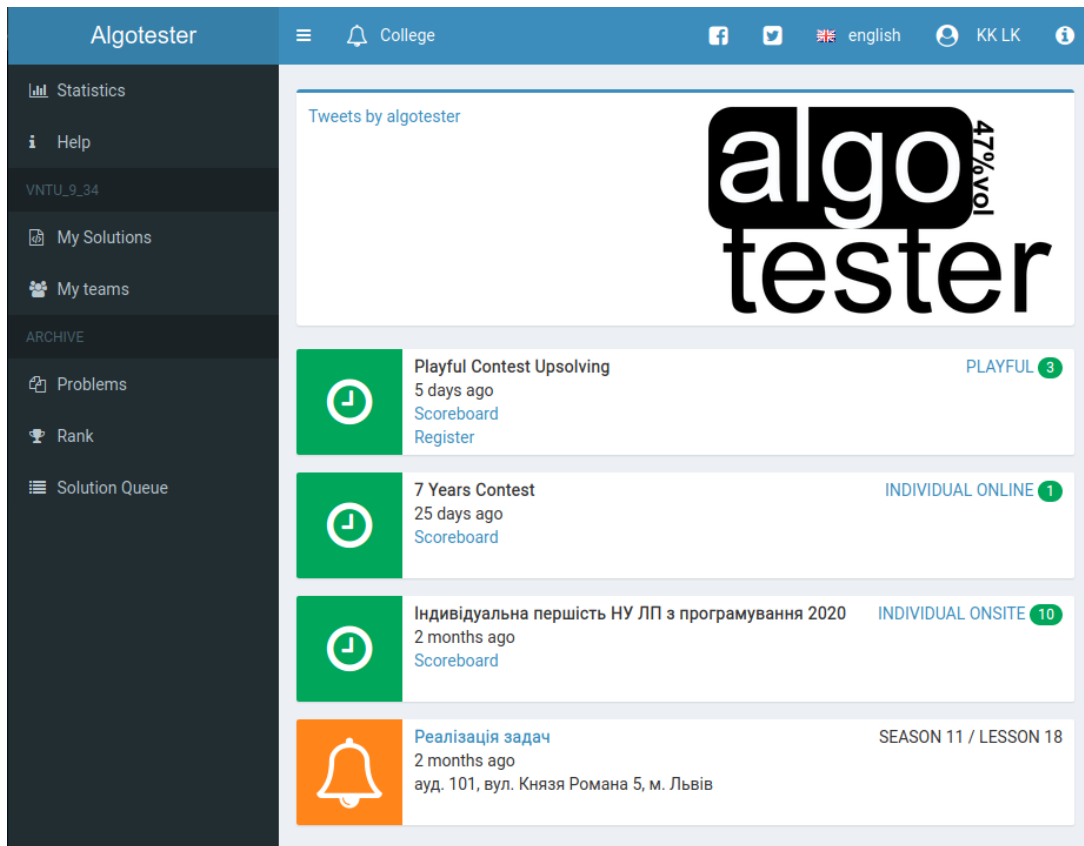 Algotester
College
english
KK LK
Statistics
Help
VNTU_9_34
My Solutions
My teams
ARCHIVE
Problems
Rank
Solution Queue
Tweets by algotester
algo
tester
47%vol
Playful Contest Upsolving
PLAYFUL 3
5 days ago
Scoreboard
Register
7 Years Contest
INDIVIDUAL ONLINE 1
25 days ago
Scoreboard
Індивідуальна першість НУ ЛП з програмування 2020
INDIVIDUAL ONSITE 10
2 months ago
Scoreboard
Реалізація задач
SEASON 11 / LESSON 18
2 months ago
ауд. 101, вул. Князя Романа 5, м. Львів